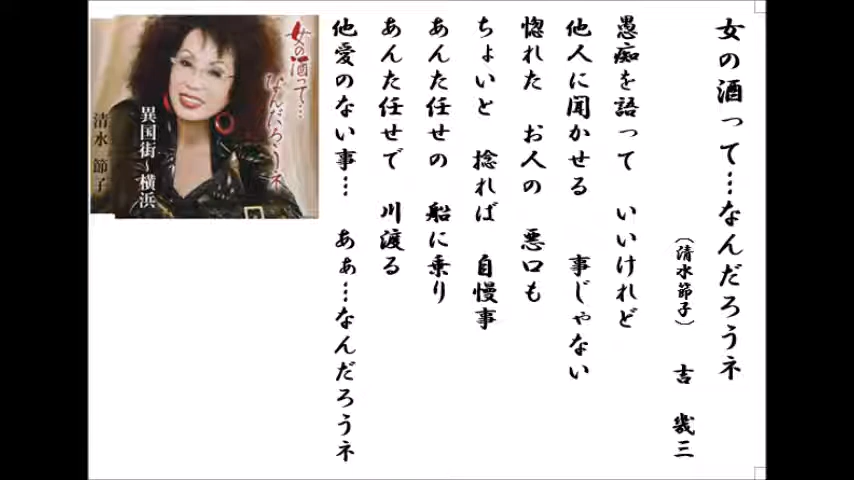 女の酒って…なんだろうネ
(清水節子) 吉 幾三
愚痴を語って いいけれど
他人に聞かせる 事じゃない
惚れた お人の 悪口も
ちょいと 捻れば 自慢事
あんた任せの 船に乗り
あんた任せで 川渡る
他愛のない事… あぁ…なんだろうネ
女の酒って…
なんだろうネ
異国街~横浜
清水 節子